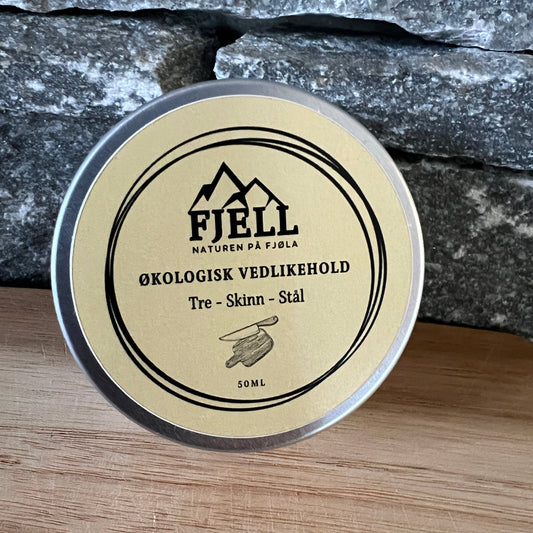 FJELL
NATUREN PÅ FJØLA
ØKOLOGISK VEDLIKEHOLD
Tre - Skinn - Stål
50ML